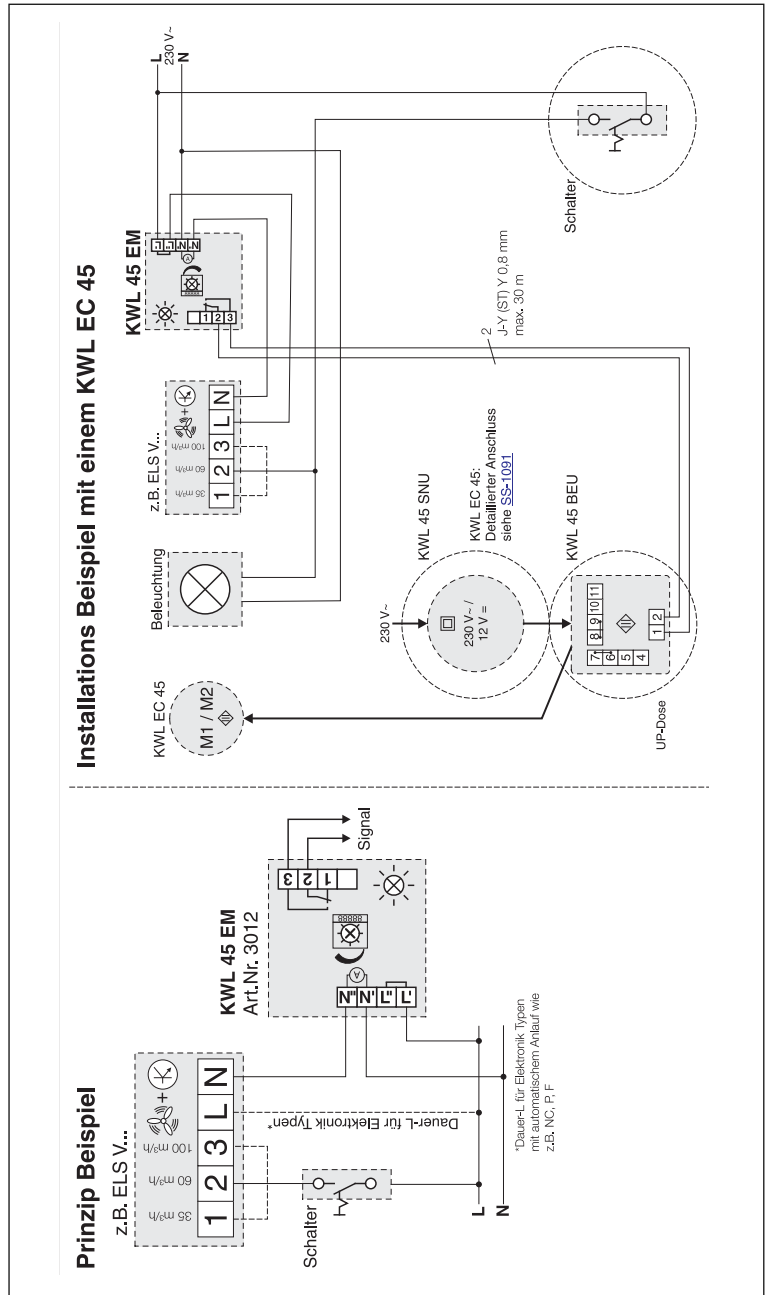 Prinzip Beispiel
z.B. ELS V...
35 m³/h
60 m³/h
100 m³/h
+
1
2
3
L
N
Schalter
Dauer-L für Elektronik Typen*
L
N
*Dauer-L für Elektronik Typen
mit automatischem Anlauf wie
z.B. NC, P, F
KWL 45 EM
Art.Nr. 3012
N"
N'
L"
L'
A
88888
3
2
1
Signal
Installations Beispiel mit einem KWL EC 45
KWL EC 45
M1 / M2
Beleuchtung
z.B. ELS V...
35 m³/h
60 m³/h
100 m³/h
+
1
2
3
L
N
KWL 45 EM
1
2
3
L'
L"
N"
N'
A
L
230 V~
N
230 V~
KWL 45 SNU
230 V~ /
12 V =
KWL EC 45:
Detaillierter Anschluss
siehe SS-1091
KWL 45 BEU
7
6
5
4
8
9
10
11
1
2
UP-Dose
2
J-Y (ST) Y 0,8 mm
max. 30 m
Schalter